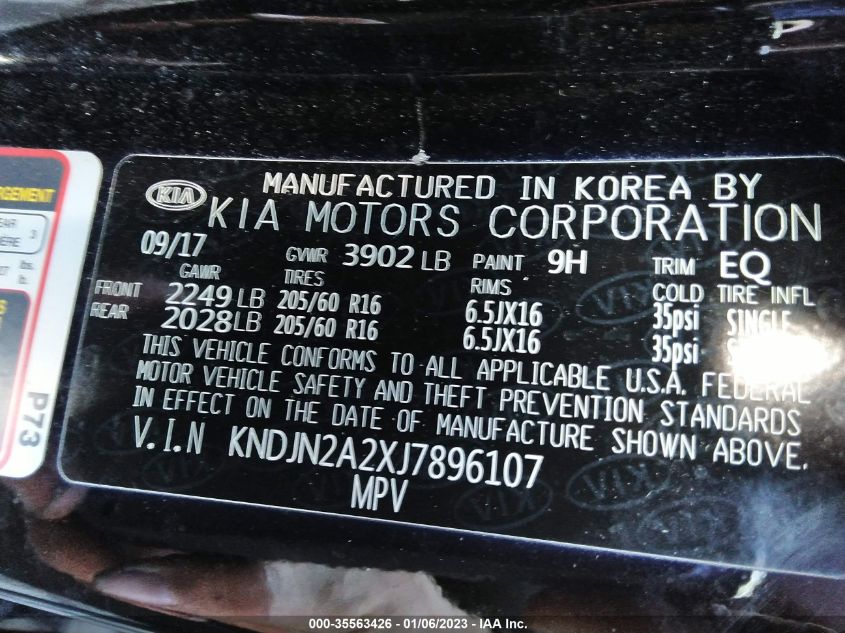 KIA
MANUFACTURED IN KOREA BY
KIA MOTORS CORPORATION
09/17 GVWR 3902 LB PAINT 9H TRIM EQ
GAWR TIRES RIMS COLD TIRE INFL
FRONT 2249 LB 205/60 R16 6.5JX16 35psi SINGLE
REAR 2028 LB 205/60 R16 6.5JX16 35psi
THIS VEHICLE CONFORMS TO ALL APPLICABLE U.S.A. FEDERAL
MOTOR VEHICLE SAFETY AND THEFT PREVENTION STANDARDS
IN EFFECT ON THE DATE OF MANUFACTURE SHOWN ABOVE.
V.I.N KNDJN2A2XJ7896107
MPV
3
lbs.
P73
000-35563426 - 01/06/2023 - IAA Inc.